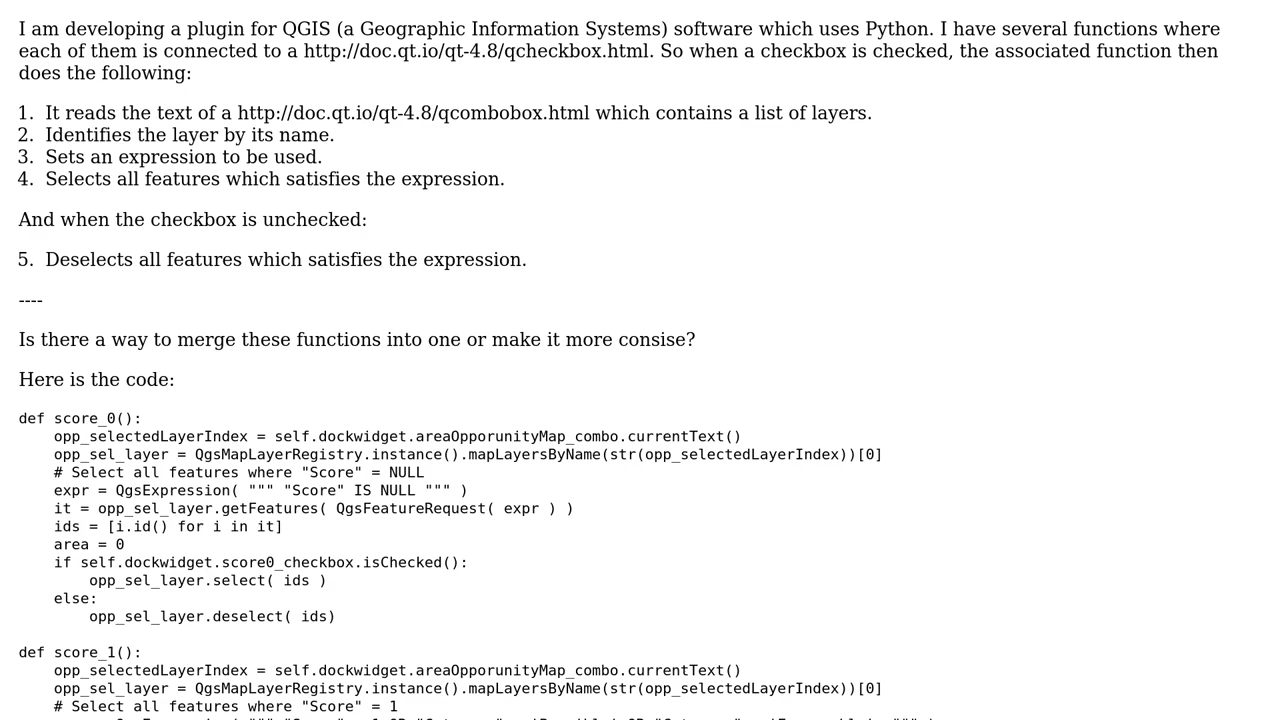 I am developing a plugin for QGIS (a Geographic Information Systems) software which uses Python. I have several functions where
each of them is connected to a http://doc.qt.io/qt-4.8/qcheckbox.html. So when a checkbox is checked, the associated function then
does the following:
1. It reads the text of a http://doc.qt.io/qt-4.8/qcombobox.html which contains a list of layers.
2. Identifies the layer by its name.
3. Sets an expression to be used.
4. Selects all features which satisfies the expression.
And when the checkbox is unchecked:
5. Deselects all features which satisfies the expression.
----
Is there a way to merge these functions into one or make it more consise?
Here is the code:
def score_0():
    opp_selectedLayerIndex = self.dockwidget.areaOpporunityMap_combo.currentText()
    opp_sel_layer = QgsMapLayerRegistry.instance().mapLayersByName(str(opp_selectedLayerIndex))[0]
    # Select all features where "Score" = NULL
    expr = QgsExpression( """ "Score" IS NULL """ )
    it = opp_sel_layer.getFeatures( QgsFeatureRequest( expr ) )
    ids = [i.id() for i in it]
    area = 0
    if self.dockwidget.score0_checkbox.isChecked():
        opp_sel_layer.select( ids )
    else:
        opp_sel_layer.deselect( ids)
def score_1():
    opp_selectedLayerIndex = self.dockwidget.areaOpporunityMap_combo.currentText()
    opp_sel_layer = QgsMapLayerRegistry.instance().mapLayersByName(str(opp_selectedLayerIndex))[0]
    # Select all features where "Score" = 1